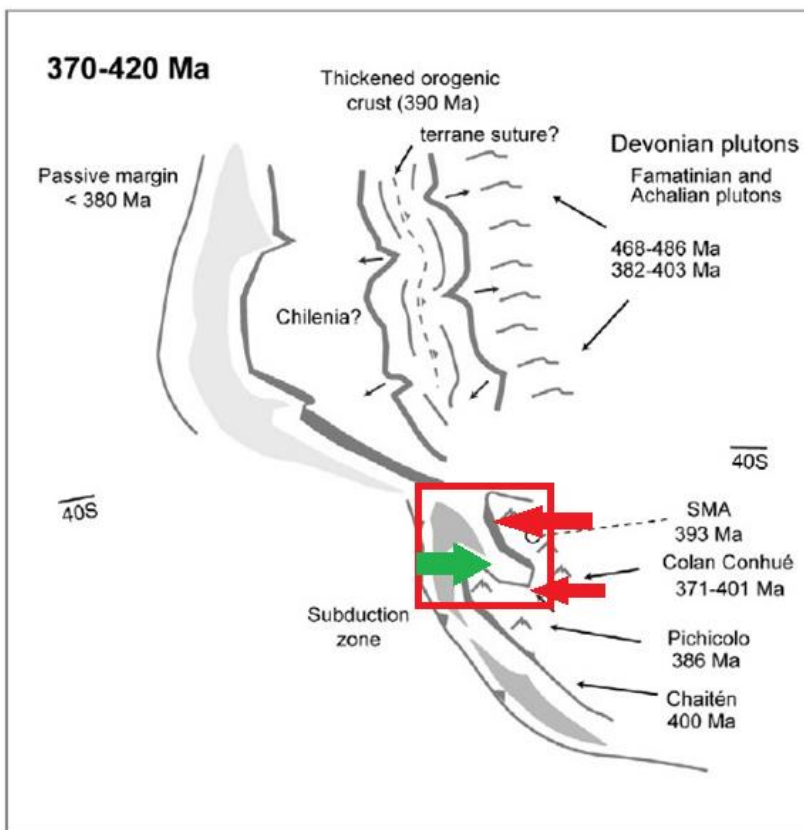 370-420 Ma
Thickened orogenic
crust (390 Ma)
terrane suture?
Devonian plutons
Famatinian and
Achalian plutons
Passive margin
< 380 Ma
468-486 Ma
382-403 Ma
Chilenia?
40S
40S
SMA
393 Ma
Colan Conhué
371-401 Ma
Subduction
zone
Pichicolo
386 Ma
Chaitén
400 Ma